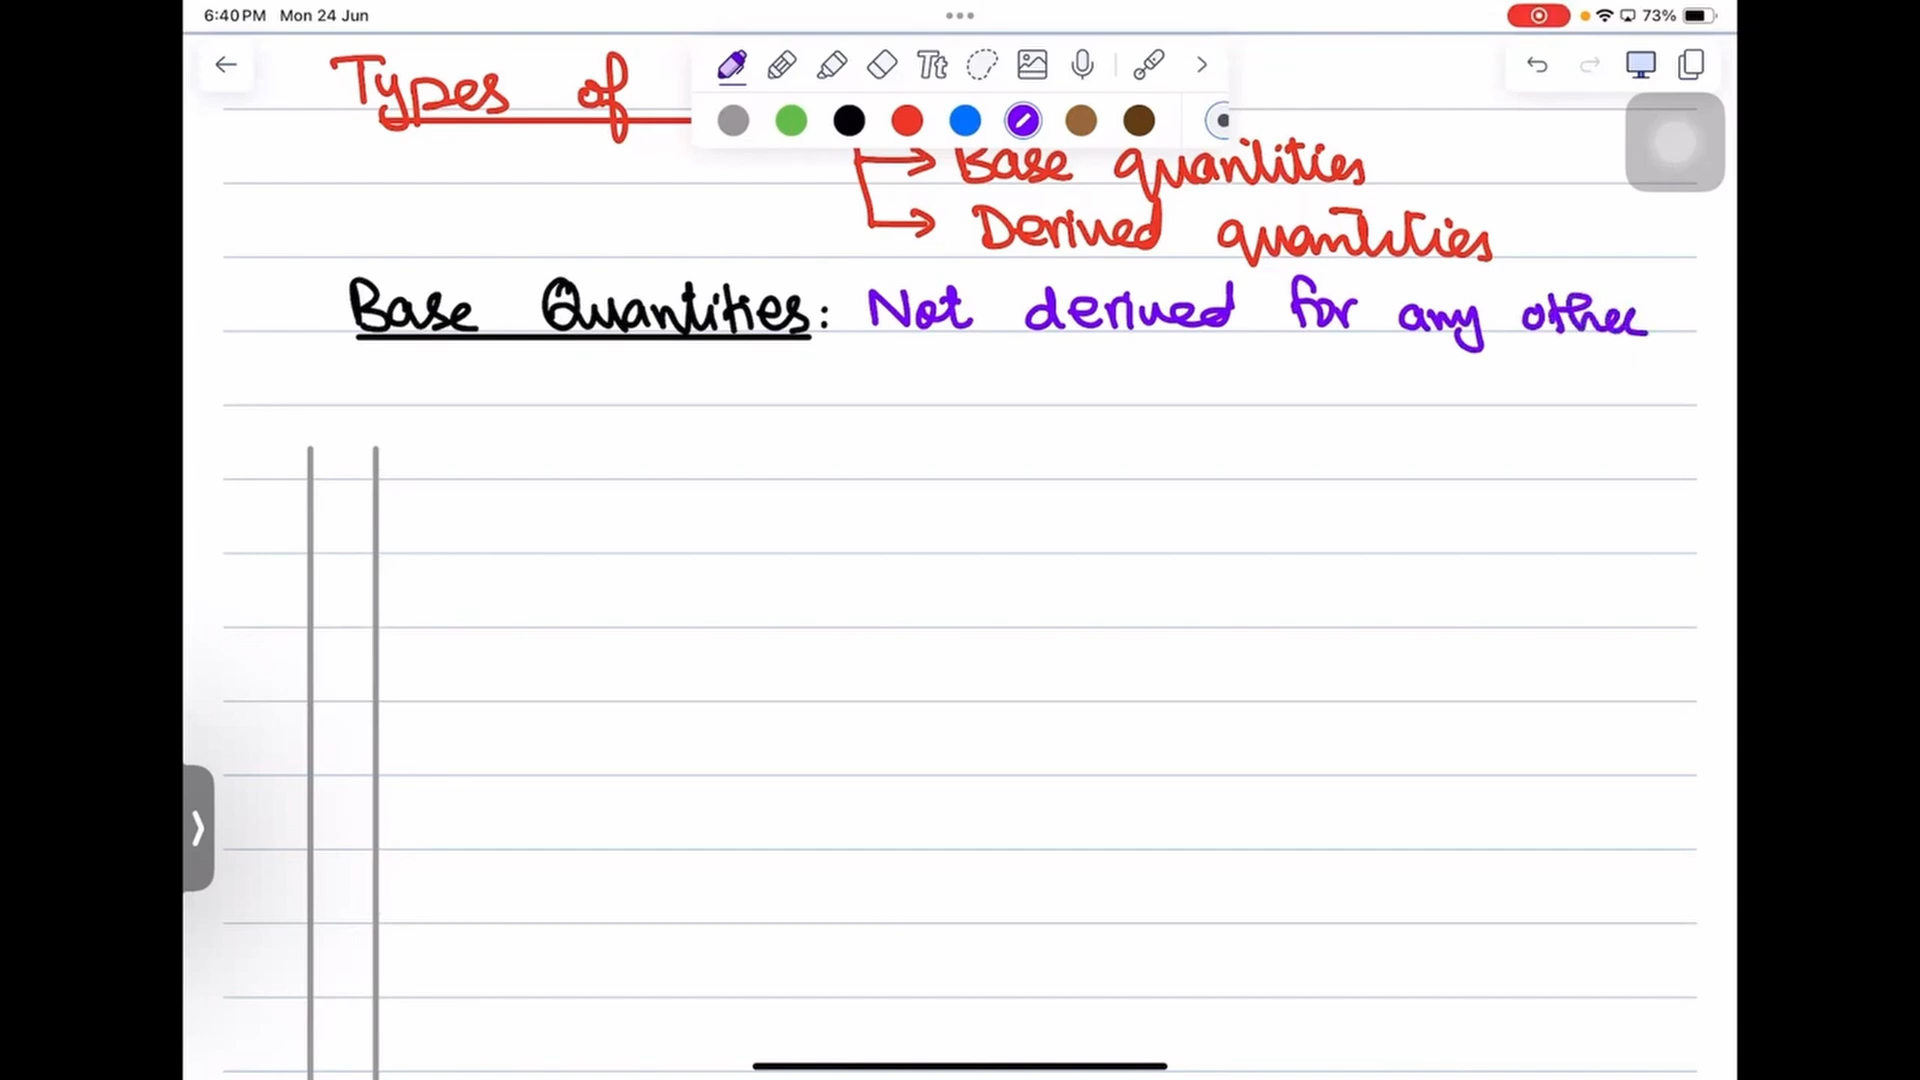 6:40 PM Mon 24 Jun
73%
Types of
Tt
Base quantities
Derived quantities
Base Quantities: Not derived for any other